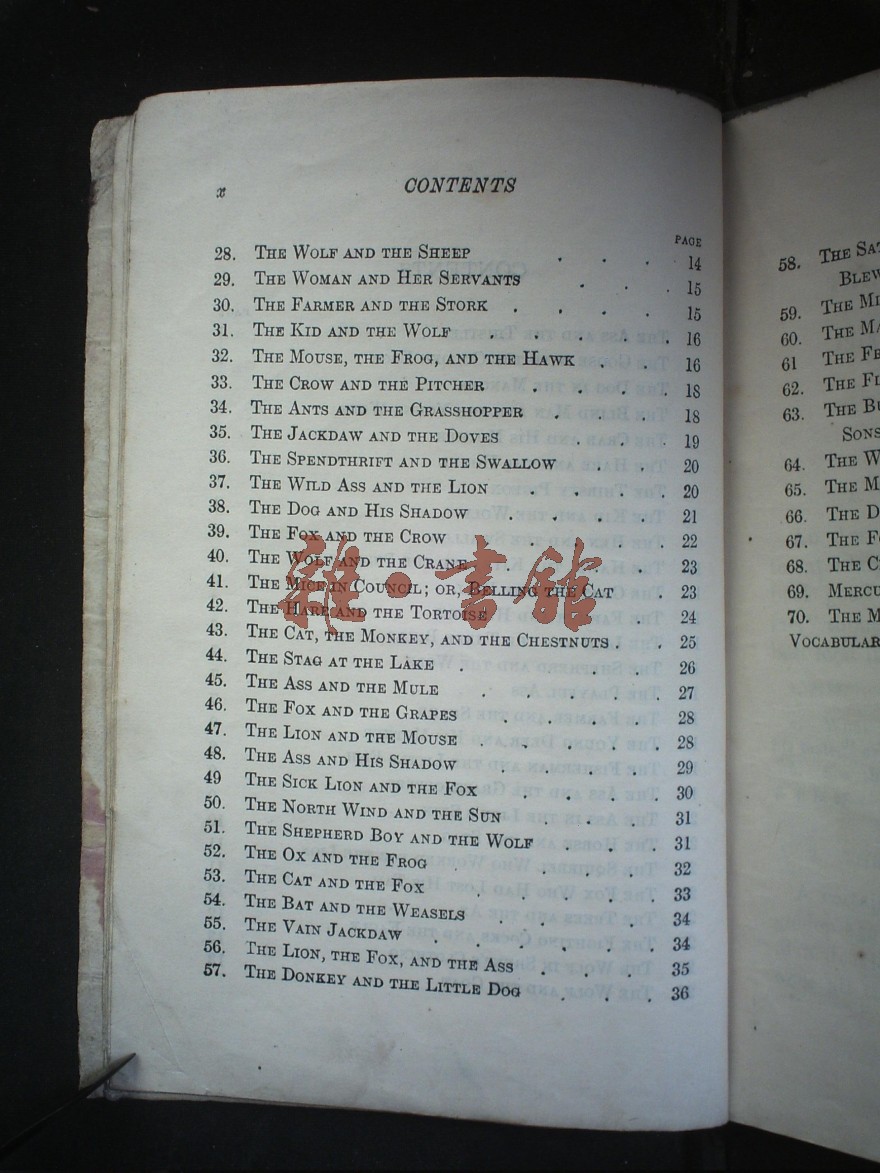 x CONTENTS
PAGE
28. THE WOLF AND THE SHEEP . . . 14
29. THE WOMAN AND HER SERVANTS . . . 15
30. THE FARMER AND THE STORK . . . . 15
31. THE KID AND THE WOLF . . . . . 16
32. THE MOUSE, THE FROG, AND THE HAWK . . . 16
33. THE CROW AND THE PITCHER . . . . 18
34. THE ANTS AND THE GRASSHOPPER . . . 18
35. THE JACKDAW AND THE DOVES . . . 19
36. THE SPENDTHRIFT AND THE SWALLOW . . 20
37. THE WILD ASS AND THE LION . . . . 20
38. THE DOG AND HIS SHADOW . . . . 21
39. THE FOX AND THE CROW . . . . 22
40. THE WOLF AND THE CRANE . . . . 23
41. THE MICE IN COUNCIL; OR, BELLING THE CAT . 23
42. THE HARE AND THE TORTOISE . . . 24
43. THE CAT, THE MONKEY, AND THE CHESTNUTS . . 25
44. THE STAG AT THE LAKE . . . . 26
45. THE ASS AND THE MULE . . . . 27
46. THE FOX AND THE GRAPES . . . 28
47. THE LION AND THE MOUSE . . . . . 28
48. THE ASS AND HIS SHADOW . . . . 29
49 THE SICK LION AND THE FOX . . . . 30
50. THE NORTH WIND AND THE SUN . . . 31
51. THE SHEPHERD BOY AND THE WOLF . . . 31
52. THE OX AND THE FROG . . . . 32
53. THE CAT AND THE FOX . . . . . 33
54. THE BAT AND THE WEASELS . . . . 34
55. THE VAIN JACKDAW . . . . . . 34
56. THE LION, THE FOX, AND THE ASS . . . 35
57. THE DONKEY AND THE LITTLE DOG . . . 36
雜·書館
58. THE
BLEW
59. THE
60. THE
61 THE
62. THE
63. THE
SONS
64. THE
65. THE
66. THE
67. THE
68. THE
69.
70. THE